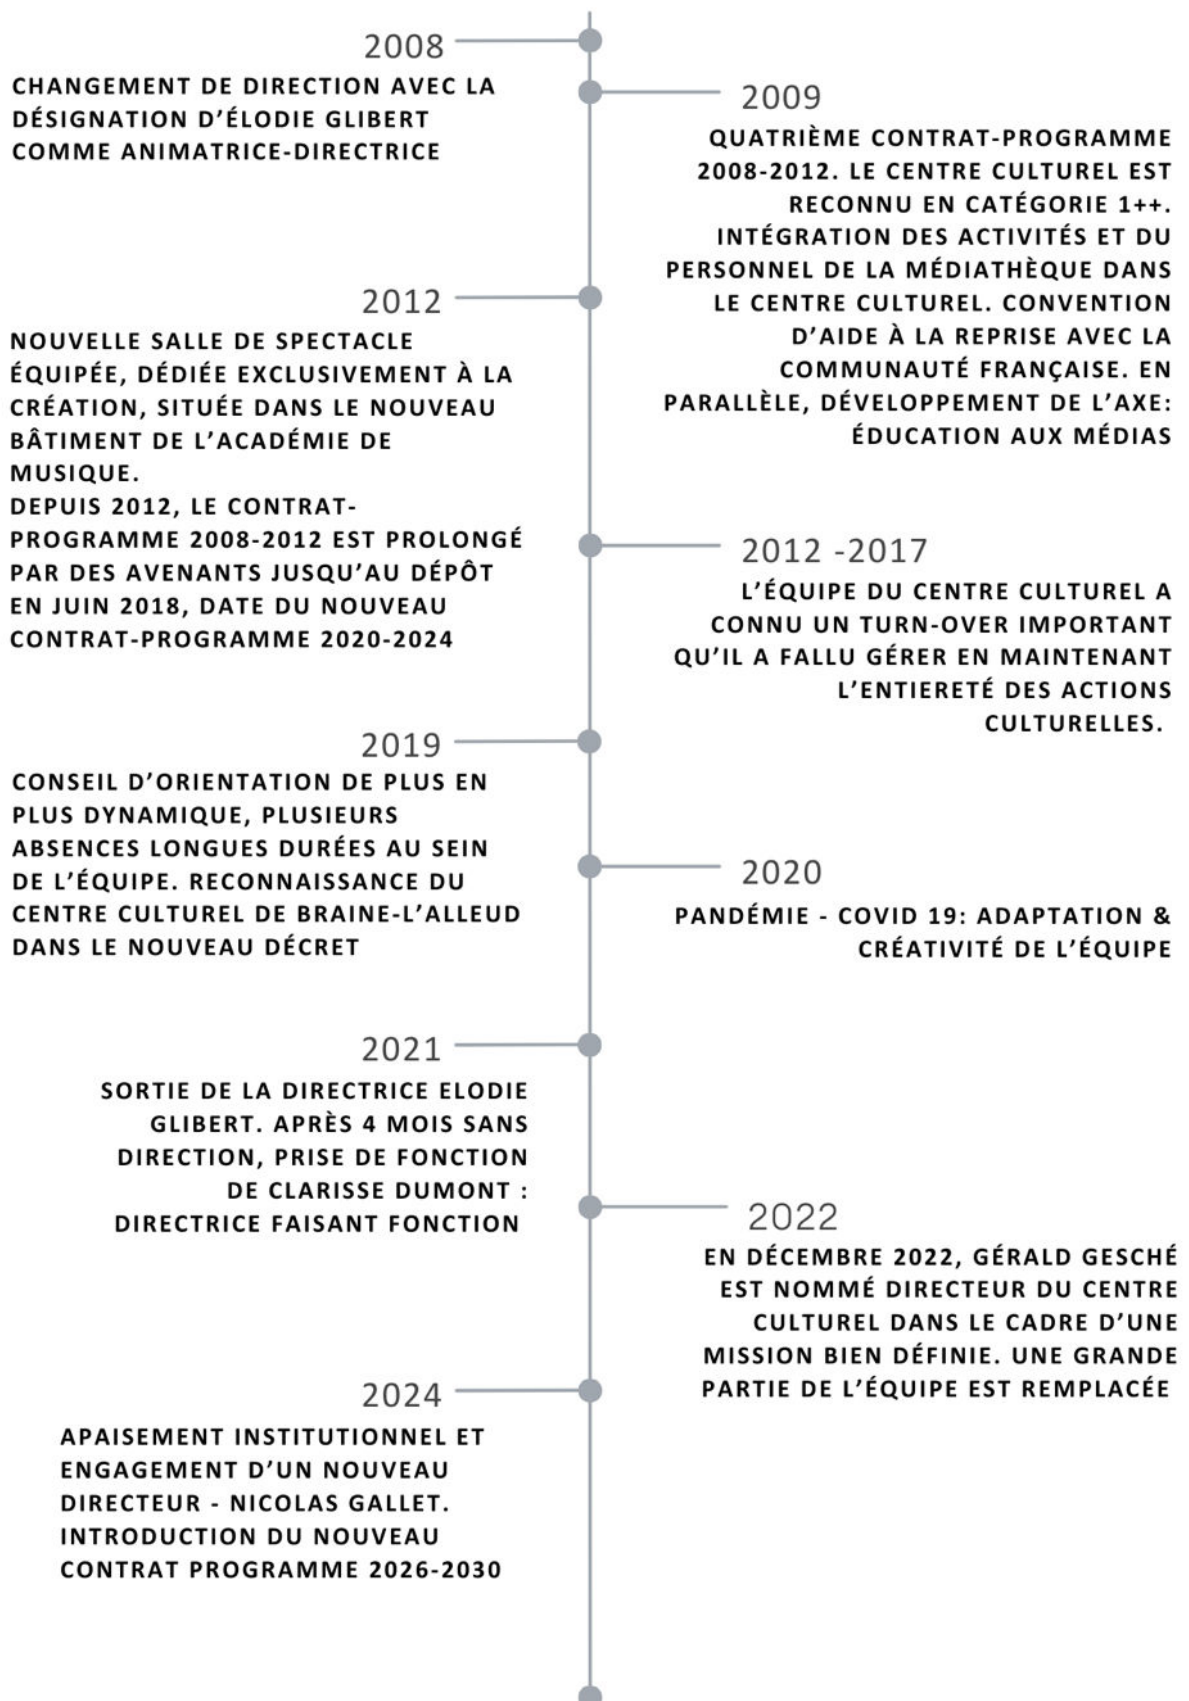 2008
CHANGEMENT DE DIRECTION AVEC LA
DÉSIGNATION D'ÉLODIE GLIBERT
COMME ANIMATRICE-DIRECTRICE
2009
QUATRIÈME CONTRAT-PROGRAMME
2008-2012. LE CENTRE CULTUREL EST
RECONNU EN CATÉGORIE 1++.
INTÉGRATION DES ACTIVITÉS ET DU
PERSONNEL DE LA MÉDIATHÈQUE DANS
LE CENTRE CULTUREL. CONVENTION
D'AIDE À LA REPRISE AVEC LA
COMMUNAUTÉ FRANÇAISE. EN
PARALLÈLE, DÉVELOPPEMENT DE L'AXE:
ÉDUCATION AUX MÉDIAS
2012
NOUVELLE SALLE DE SPECTACLE
ÉQUIPÉE, DÉDIÉE EXCLUSIVEMENT À LA
CRÉATION, SITUÉE DANS LE NOUVEAU
BÂTIMENT DE L'ACADÉMIE DE
MUSIQUE.
DEPUIS 2012, LE CONTRAT-
PROGRAMME 2008-2012 EST PROLONGÉ
PAR DES AVENANTS JUSQU'AU DÉPÔT
EN JUIN 2018, DATE DU NOUVEAU
CONTRAT-PROGRAMME 2020-2024
2012 -2017
L'ÉQUIPE DU CENTRE CULTUREL A
CONNU UN TURN-OVER IMPORTANT
QU'IL A FALLU GÉRER EN MAINTENANT
L'ENTIERETÉ DES ACTIONS
CULTURELLES.
2019
CONSEIL D'ORIENTATION DE PLUS EN
PLUS DYNAMIQUE, PLUSIEURS
ABSENCES LONGUES DURÉES AU SEIN
DE L'ÉQUIPE. RECONNAISSANCE DU
CENTRE CULTUREL DE BRAINE-L'ALLEUD
DANS LE NOUVEAU DÉCRET
2020
PANDÉMIE - COVID 19: ADAPTATION &
CRÉATIVITÉ DE L'ÉQUIPE
2021
SORTIE DE LA DIRECTRICE ELODIE
GLIBERT. APRÈS 4 MOIS SANS
DIRECTION, PRISE DE FONCTION
DE CLARISSE DUMONT :
DIRECTRICE FAISANT FONCTION
2022
EN DÉCEMBRE 2022, GÉRALD GESCHÉ
EST NOMMÉ DIRECTEUR DU CENTRE
CULTUREL DANS LE CADRE D'UNE
MISSION BIEN DÉFINIE. UNE GRANDE
PARTIE DE L'ÉQUIPE EST REMPLACÉE
2024
APAISEMENT INSTITUTIONNEL ET
ENGAGEMENT D'UN NOUVEAU
DIRECTEUR - NICOLAS GALLET.
INTRODUCTION DU NOUVEAU
CONTRAT PROGRAMME 2026-2030